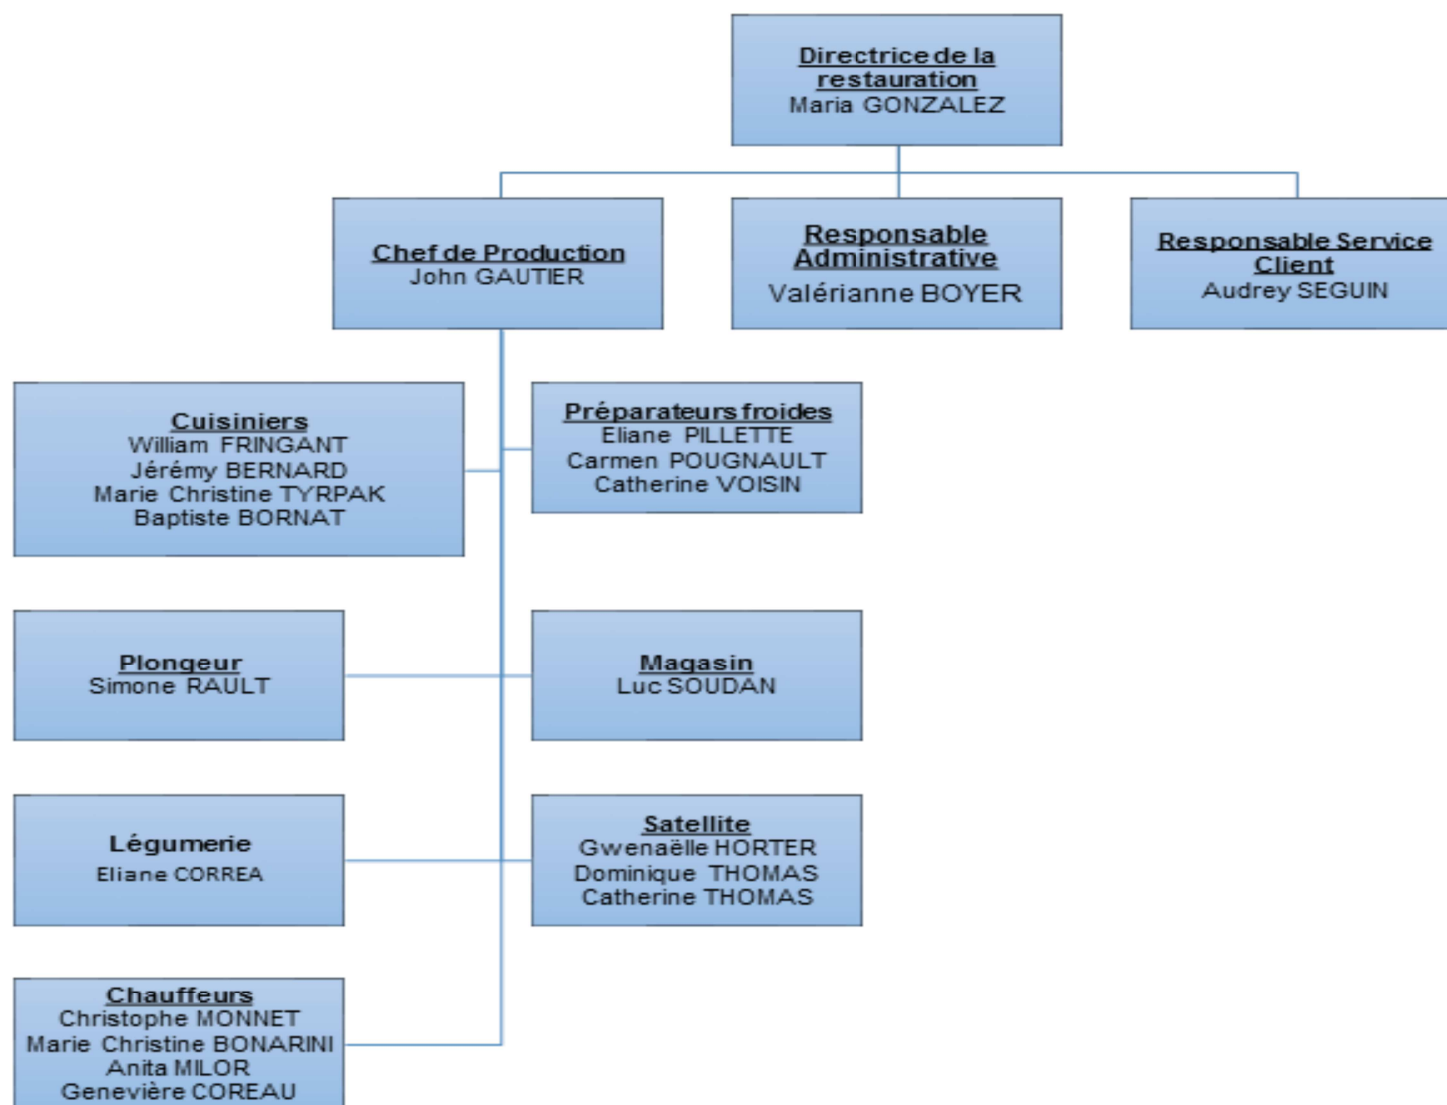 Directrice de la
restauration
Maria GONZALEZ
Chef de Production
John GAUTIER
Responsable
Administrative
Valérianne BOYER
Responsable Service
Client
Audrey SEGUIN
Cuisiniers
William FRINGANT
Jérémy BERNARD
Marie Christine TYRPAK
Baptiste BORNAT
Préparateurs froides
Eliane PILLETTE
Carmen POUGNAULT
Catherine VOISIN
Plongeur
Simone RAULT
Magasin
Luc SOUDAN
Légumerie
Eliane CORREA
Satellite
Gwenaëlle HORTER
Dominique THOMAS
Catherine THOMAS
Chauffeurs
Christophe MONNET
Marie Christine BONARINI
Anita MILOR
Geneviève COREAU